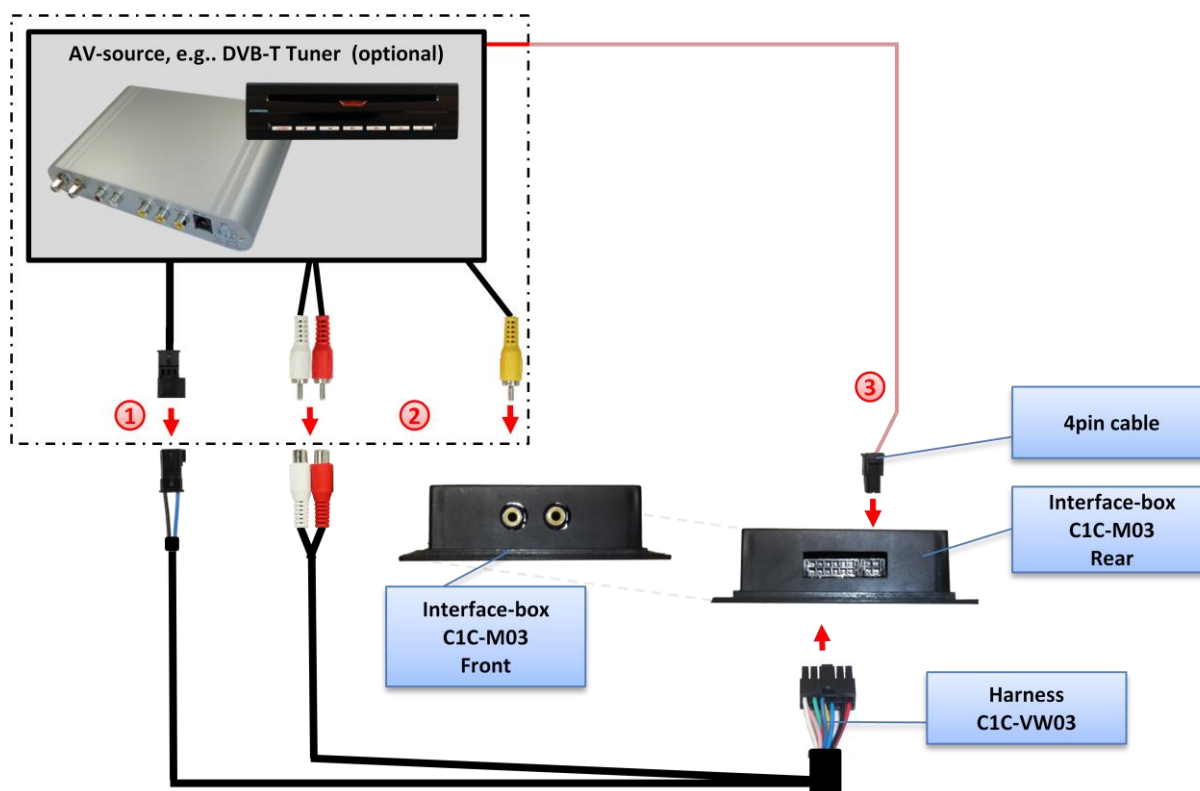 AV-source, e.g.. DVB-T Tuner (optional)
1
2
3
4pin cable
Interface-box
C1C-M03
Rear
Interface-box
C1C-M03
Front
Harness
C1C-VW03